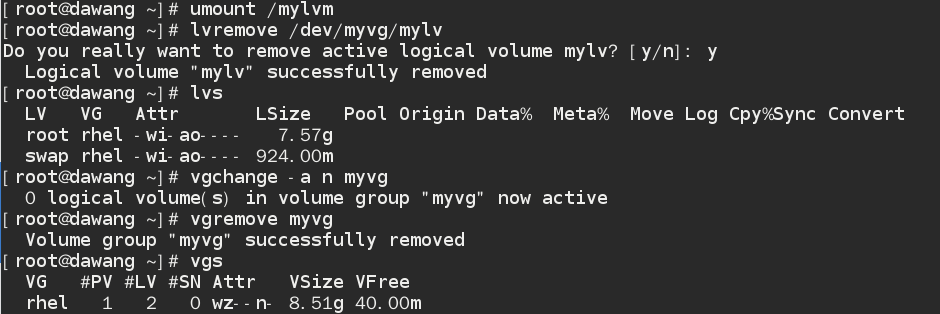 [root@dawang ~]# umount /mylvm
[root@dawang ~]# lvremove /dev/myvg/mylv
Do you really want to remove active logical volume mylv? [y/n]: y
  Logical volume "mylv" successfully removed
[root@dawang ~]# lvs
  LV   VG   Attr       LSize   Pool Origin Data%  Meta%  Move Log Cpy%Sync Convert
  root rhel -wi-ao----   7.57g
  swap rhel -wi-ao---- 924.00m
[root@dawang ~]# vgchange -a n myvg
  0 logical volume(s) in volume group "myvg" now active
[root@dawang ~]# vgremove myvg
  Volume group "myvg" successfully removed
[root@dawang ~]# vgs
  VG   #PV #LV #SN Attr   VSize VFree
  rhel   1   2   0 wz--n- 8.51g 40.00m